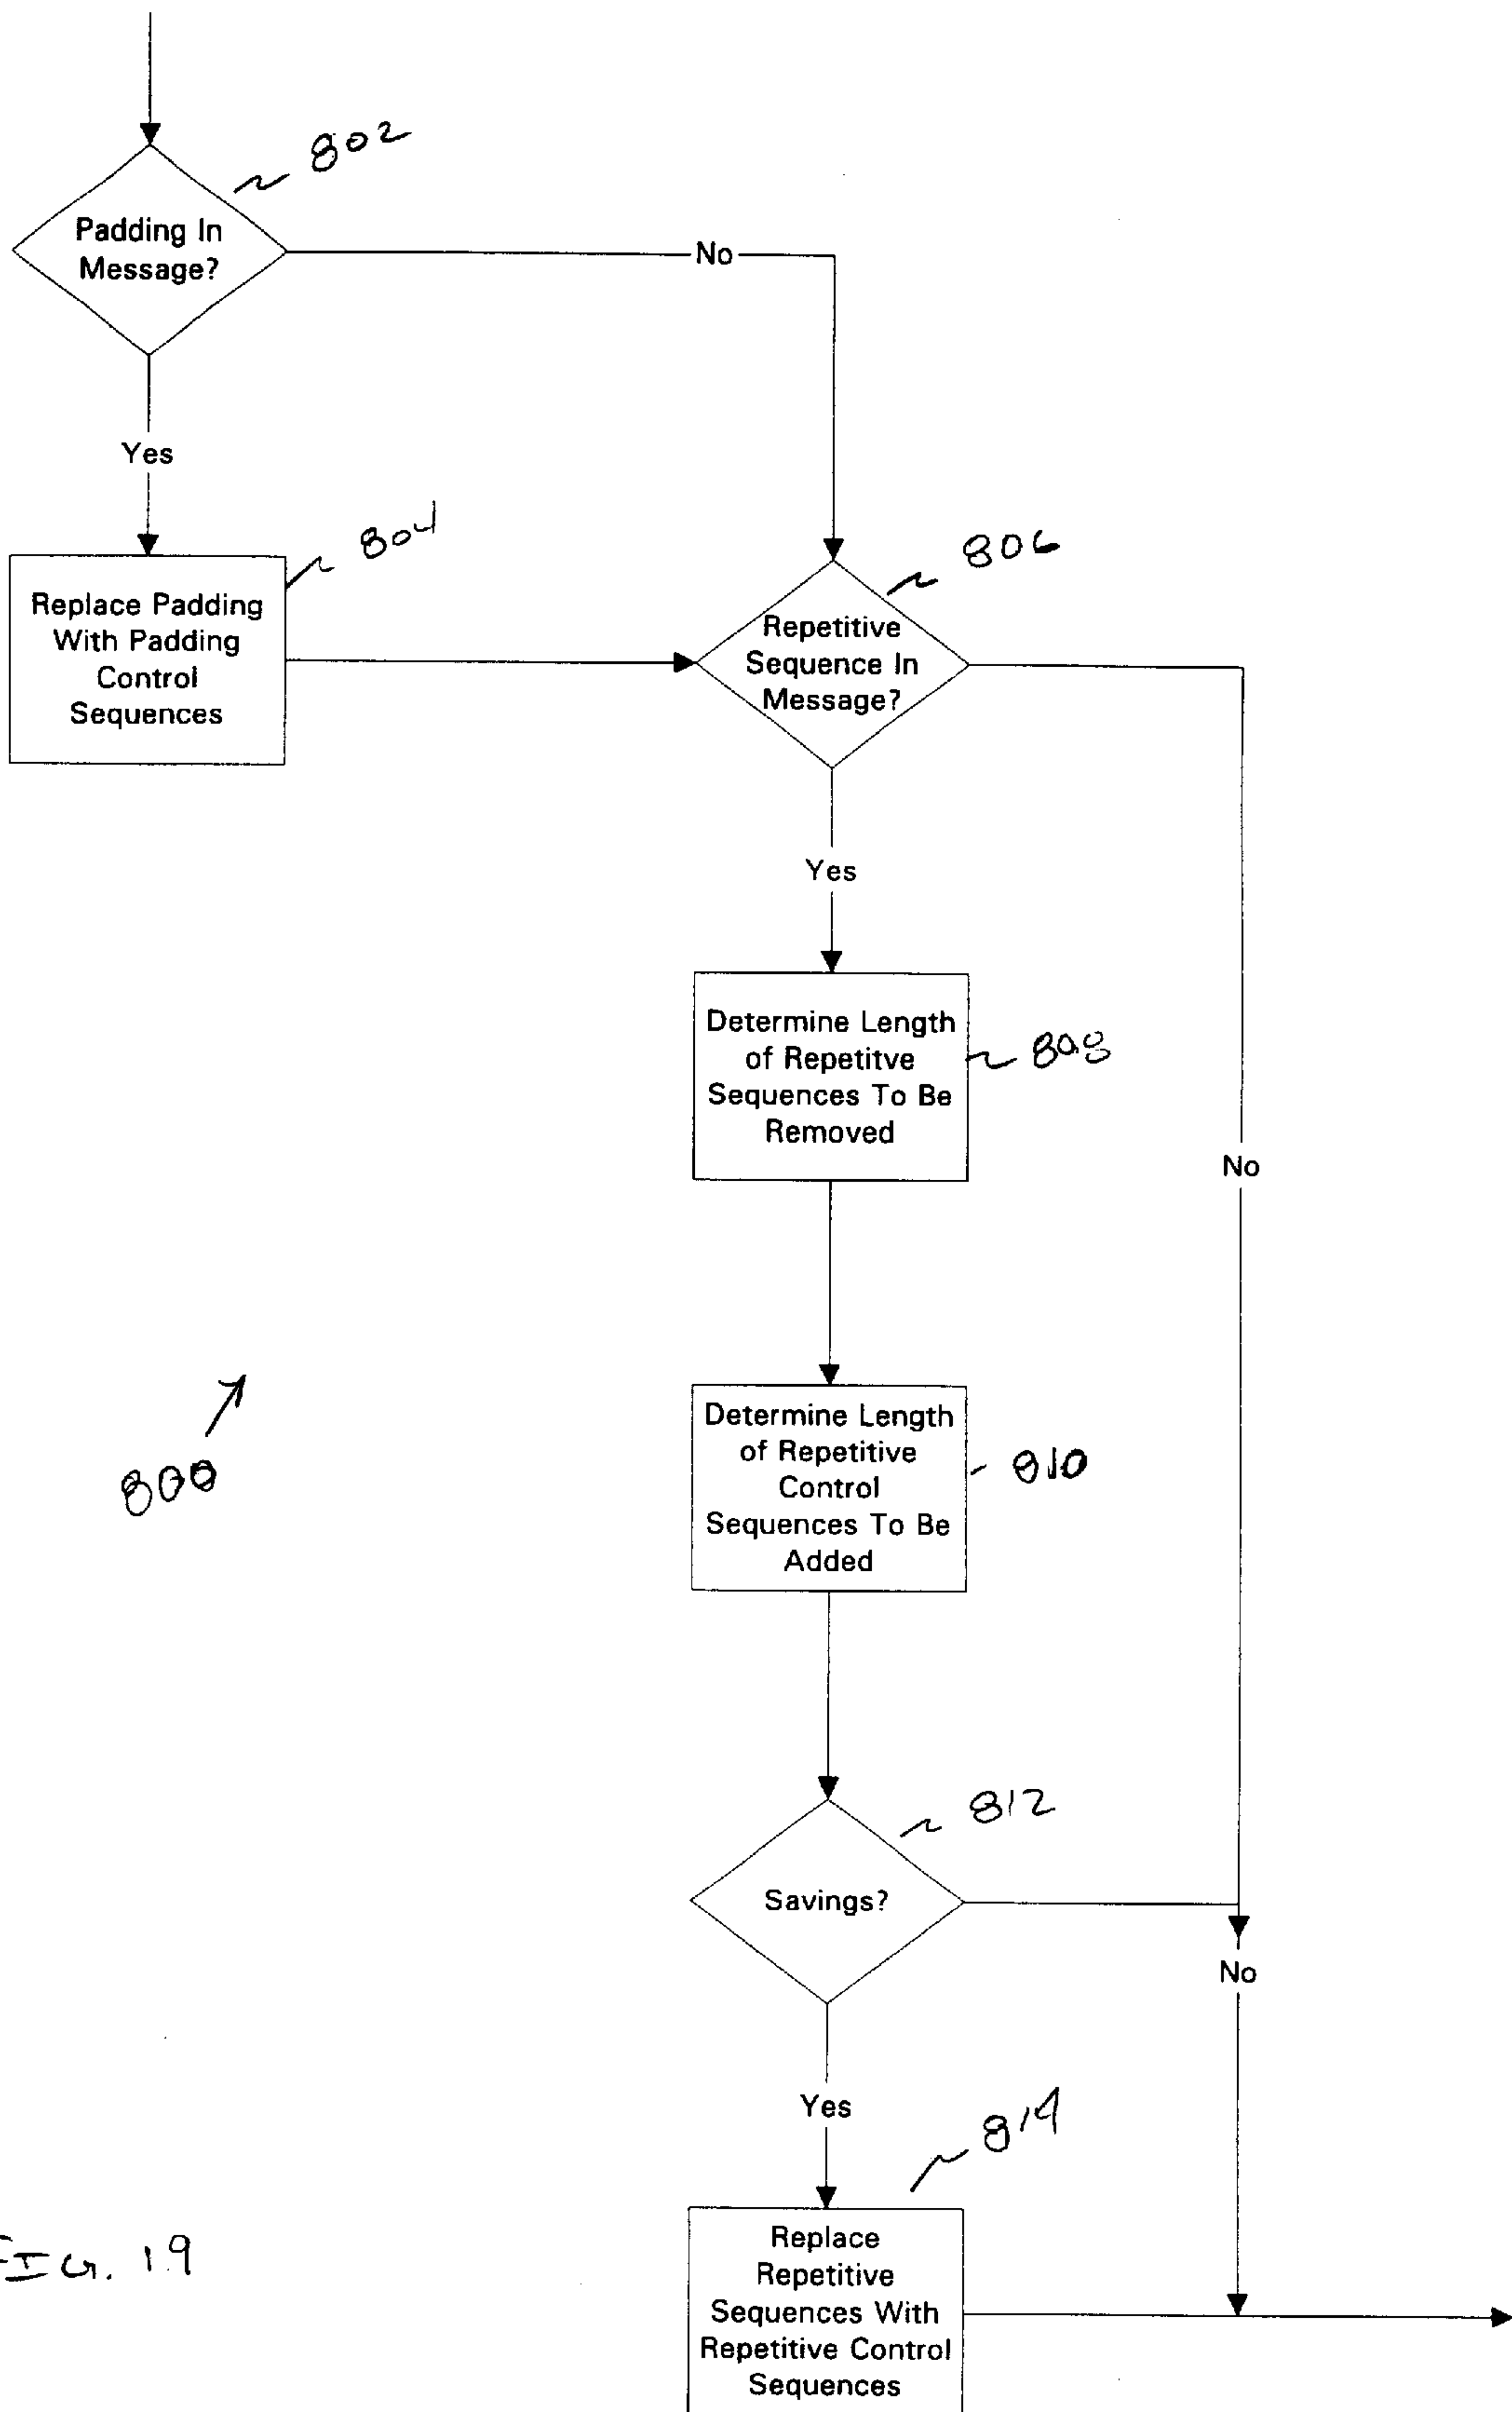 802
Padding In
Message?
No
Yes
804
Replace Padding
With Padding
Control
Sequences
806
Repetitive
Sequence In
Message?
Yes
Determine Length
of Repetitve
Sequences To Be
Removed
808
No
Determine Length
of Repetitive
Control
Sequences To Be
Added
810
800
812
Savings?
No
Yes
814
Replace
Repetitive
Sequences With
Repetitive Control
Sequences
FIG. 19